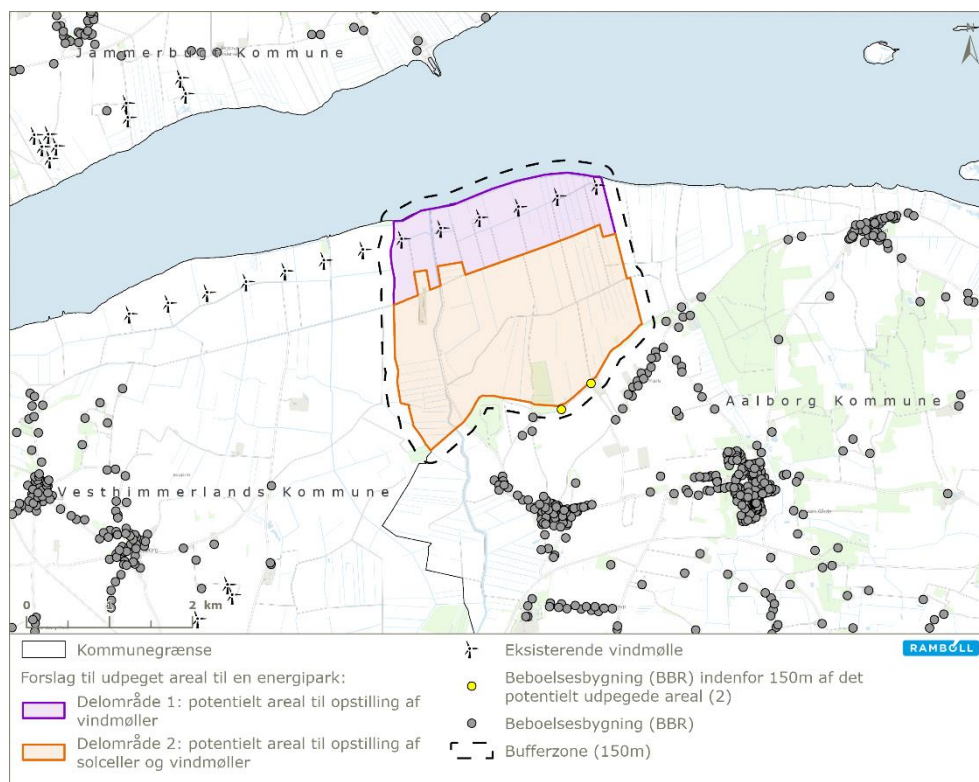 Jammerbugt Kommune
Aalborg Kommune
Vesthimmerlands Kommune
0
2 km
Kommunegrænse
Forslag til udpeget areal til en energipark:
Delområde 1: potentielt areal til opstilling af
vindmøller
Delområde 2: potentielt areal til opstilling af
solceller og vindmøller
Eksisterende vindmølle
Beboelsesbygning (BBR) indenfor 150m af det
potentielt udpegede areal (2)
Beboelsesbygning (BBR)
Bufferzone (150m)
RAMBOLL